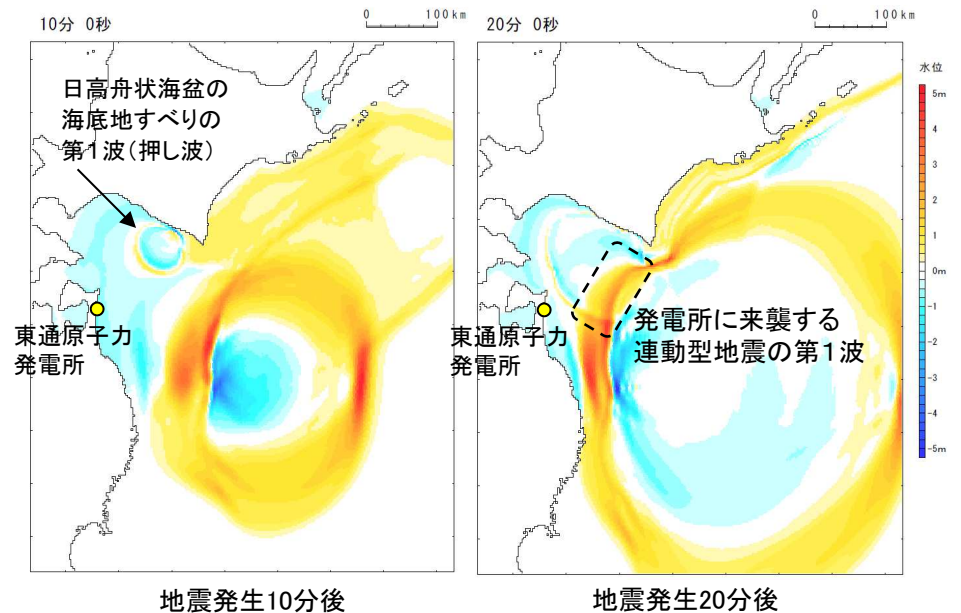 10分 0秒
0 100km
日高舟状海盆の
海底地すべりの
第1波(押し波)
東通原子力
発電所
地震発生10分後
20分 0秒
0 100km
発電所に来襲する
連動型地震の第1波
東通原子力
発電所
地震発生20分後
水位
5m
4
3
2
1
0m
-1
-2
-3
-4
-5m